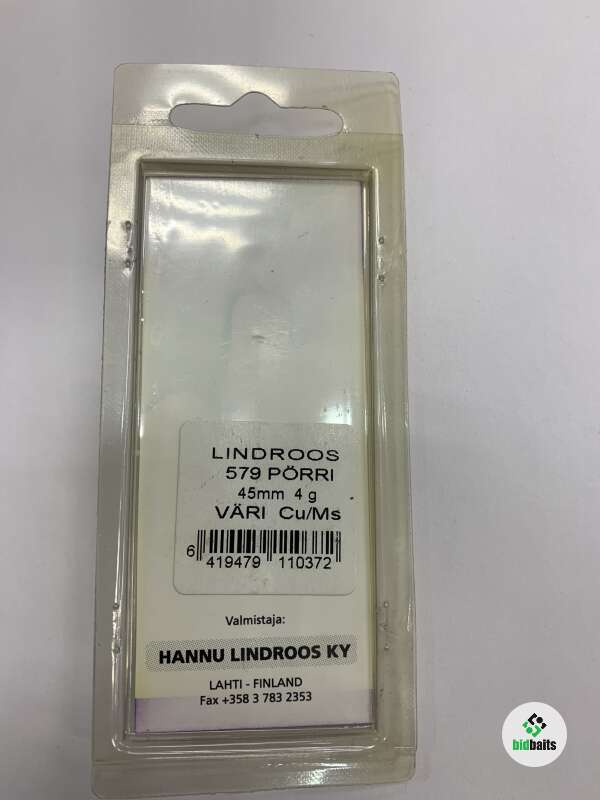 LINDROOS
579 PÖRRI
45mm 4 g
VÄRI Cu/Ms
6 419479 110372
Valmistaja:
HANNU LINDROOS KY
LAHTI - FINLAND
Fax +358 3 783 2353
bidbaits